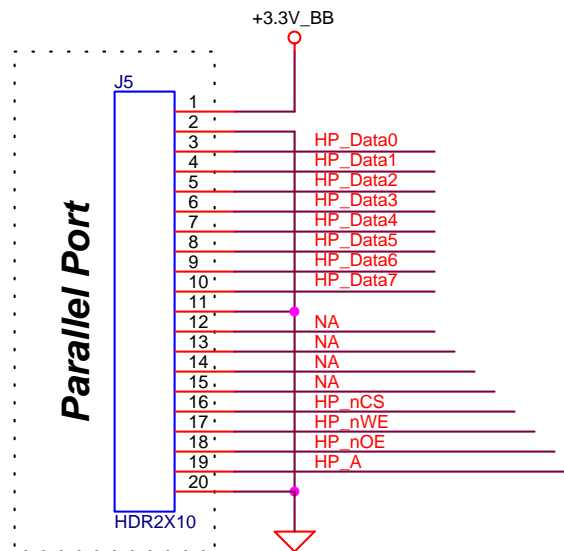 +3.3V_BB
J5
Parallel Port
1
2
3 HP_Data0
4 HP_Data1
5 HP_Data2
6 HP_Data3
7 HP_Data4
8 HP_Data5
9 HP_Data6
10 HP_Data7
11
12 NA
13 NA
14 NA
15 NA
16 HP_nCS
17 HP_nWE
18 HP_nOE
19 HP_A
20
HDR2X10